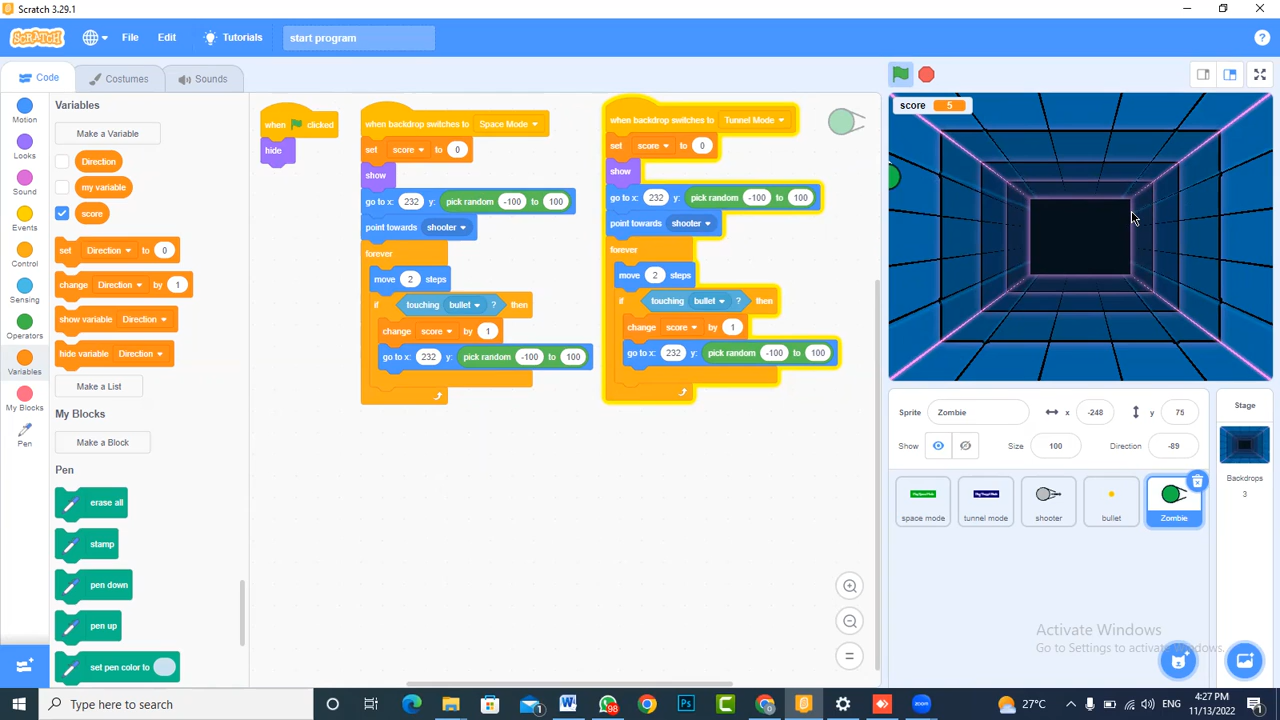 Scratch 3.29.1
SCRATCH File Edit Tutorials start program
Code Costumes Sounds
Motion
Looks
Sound
Events
Control
Sensing
Operators
Variables
My Blocks
Pen
Variables
Make a Variable
Direction
my variable
score
set Direction to 0
change Direction by 1
show variable Direction
hide variable Direction
Make a List
My Blocks
Make a Block
Pen
erase all
stamp
pen down
pen up
set pen color to
when clicked
hide
when backdrop switches to Space Mode
set score to 0
show
go to x: 232 y: pick random -100 to 100
point towards shooter
forever
move 2 steps
if touching bullet ? then
change score by 1
go to x: 232 y: pick random -100 to 100
when backdrop switches to Tunnel Mode
set score to 0
show
go to x: 232 y: pick random -100 to 100
point towards shooter
forever
move 2 steps
if touching bullet ? then
change score by 1
go to x: 232 y: pick random -100 to 100
score 5
Sprite Zombie x -248 y 75
Show Size 100 Direction -89
space mode tunnel mode shooter bullet Zombie
Stage
Backdrops
3
Activate Windows
Go to Settings to activate Windows.
Type here to search
98
1
27°C
4:27 PM
11/13/2022